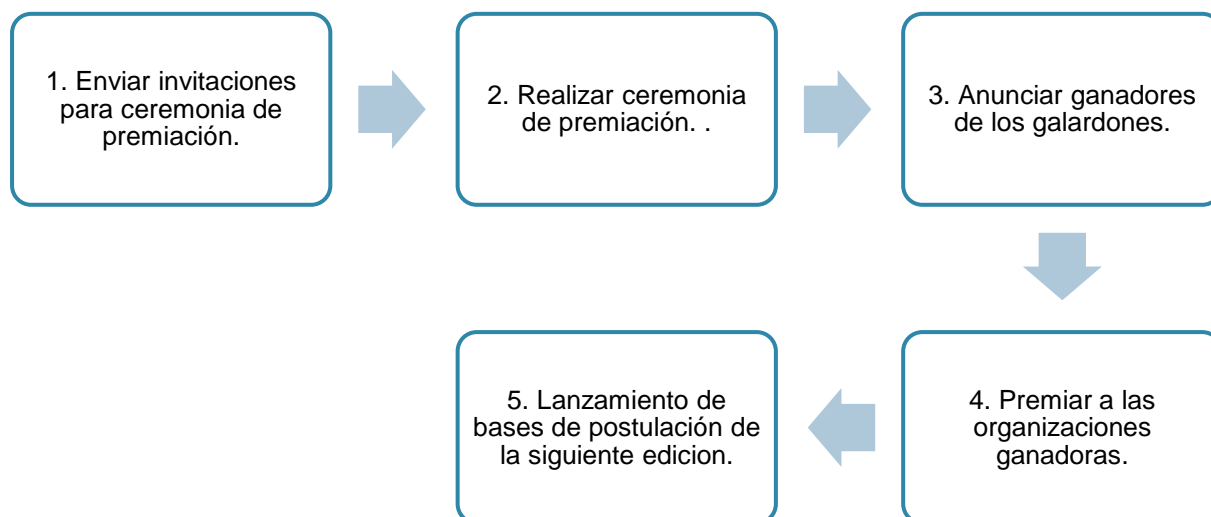 1. Enviar invitaciones
para ceremonia de
premiación.
2. Realizar ceremonia
de premiación. .
3. Anunciar ganadores
de los galardones.
4. Premiar a las
organizaciones
ganadoras.
5. Lanzamiento de
bases de postulación de
la siguiente edicion.